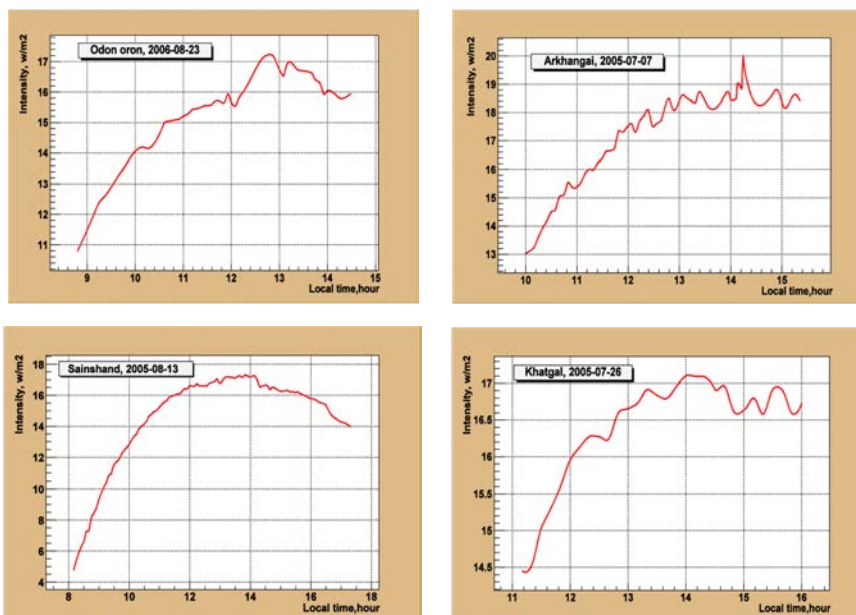 Odon oron, 2006-08-23
Intensity, w/m2
17
16
15
14
13
12
11
9 10 11 12 13 14 15
Local time,hour
Arkhangai, 2005-07-07
Intensity, w/m2
20
19
18
17
16
15
14
13
10 11 12 13 14 15
Local time,hour
Sainshand, 2005-08-13
Intensity, w/m2
18
16
14
12
10
8
6
4
8 10 12 14 16 18
Local time,hour
Khatgal, 2005-07-26
Intensity, w/m2
17
16.5
16
15.5
15
14.5
11 12 13 14 15 16
Local time,hour